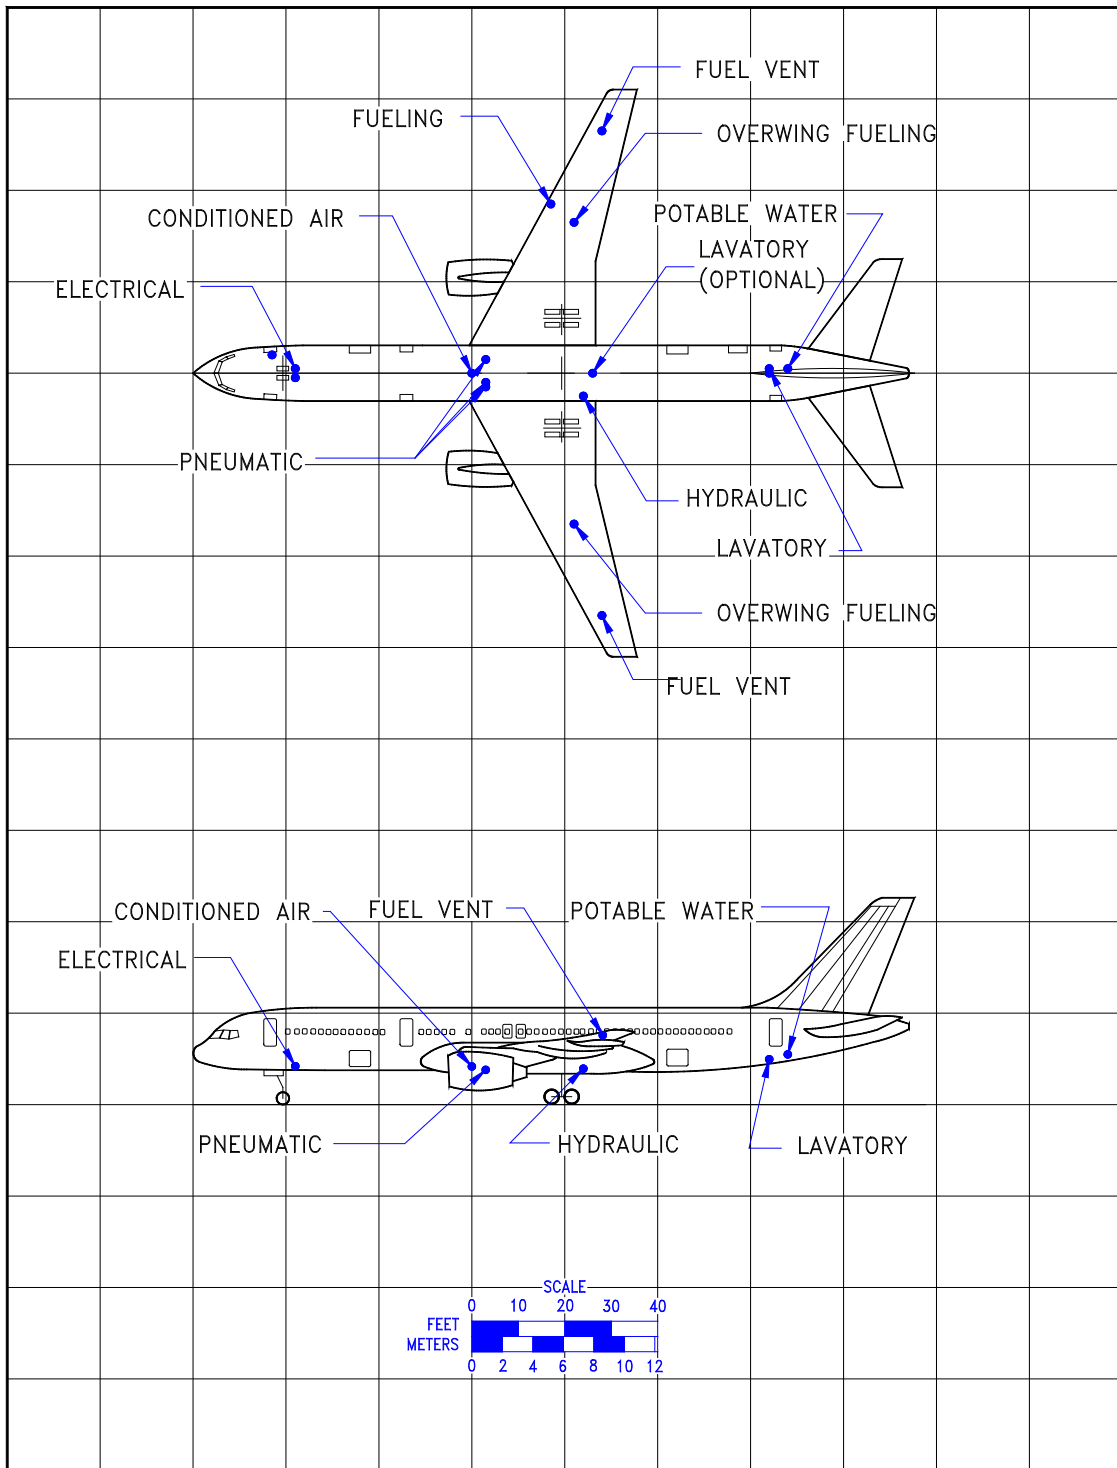 FUEL VENT
FUELING
OVERWING FUELING
CONDITIONED AIR
POTABLE WATER
LAVATORY
(OPTIONAL)
ELECTRICAL
PNEUMATIC
HYDRAULIC
LAVATORY
OVERWING FUELING
FUEL VENT
CONDITIONED AIR
FUEL VENT
POTABLE WATER
ELECTRICAL
PNEUMATIC
HYDRAULIC
LAVATORY
SCALE
0 10 20 30 40
FEET
METERS
0 2 4 6 8 10 12